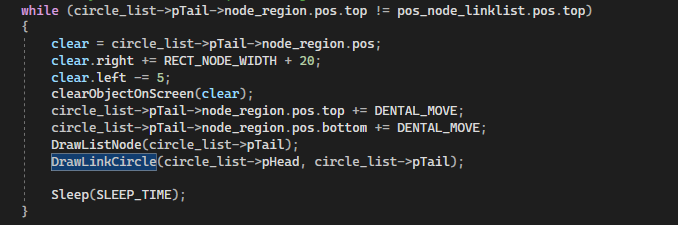 while (circle_list->pTail->node_region.pos.top != pos_node_linklist.pos.top)
{
clear = circle_list->pTail->node_region.pos;
clear.right += RECT_NODE_WIDTH + 20;
clear.left -= 5;
clearObjectOnScreen(clear);
circle_list->pTail->node_region.pos.top += DENTAL_MOVE;
circle_list->pTail->node_region.pos.bottom += DENTAL_MOVE;
DrawListNode(circle_list->pTail);
DrawLinkCircle(circle_list->pHead, circle_list->pTail);
Sleep(SLEEP_TIME);
}